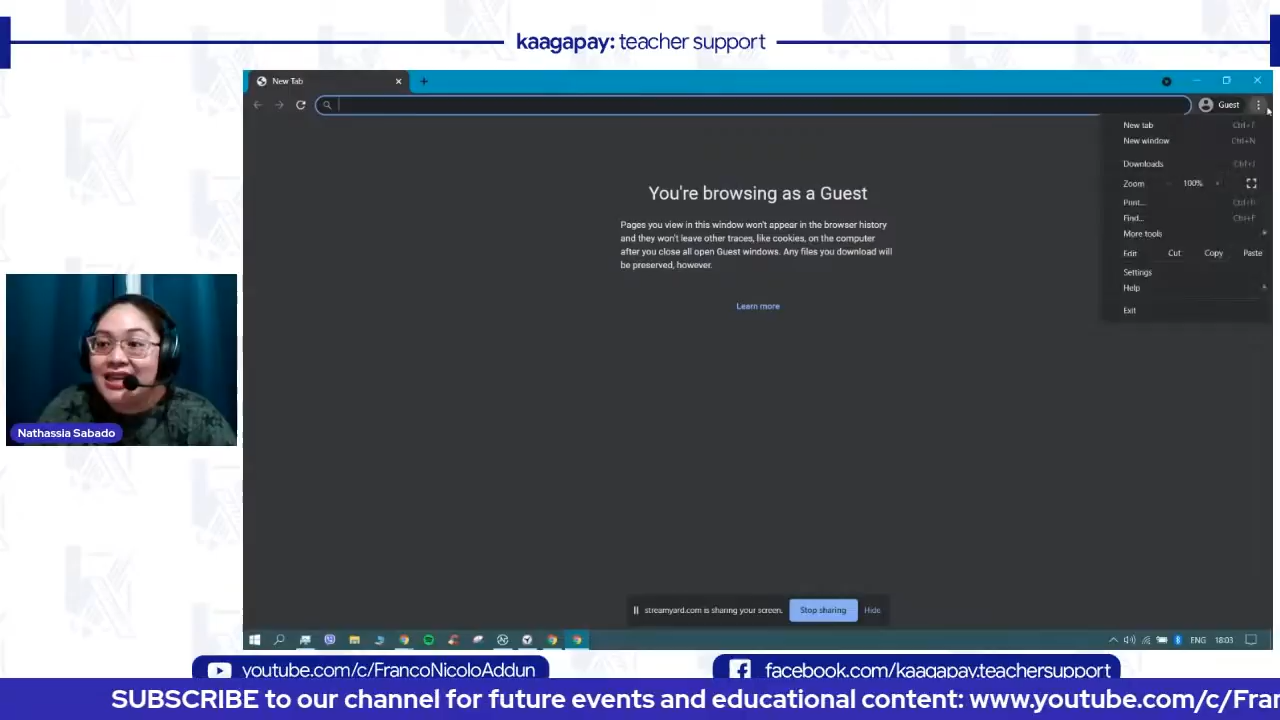 kaagapay: teacher support
New Tab
Guest
New tab Ctrl+T
New window Ctrl+N
Downloads Ctrl+J
Zoom - 100% +
Print... Ctrl+P
Find... Ctrl+F
More tools
Edit Cut Copy Paste
Settings
Help
Exit
You're browsing as a Guest
Pages you view in this window won't appear in the browser history
and they won't leave other traces, like cookies, on the computer
after you close all open Guest windows. Any files you download will
be preserved, however.
Learn more
Nathassia Sabado
streamyard.com is sharing your screen. Stop sharing Hide
ENG 18:03
youtube.com/c/FrancoNicoloAddun
facebook.com/kaagapay.teachersupport
SUBSCRIBE to our channel for future events and educational content: www.youtube.com/c/Fran